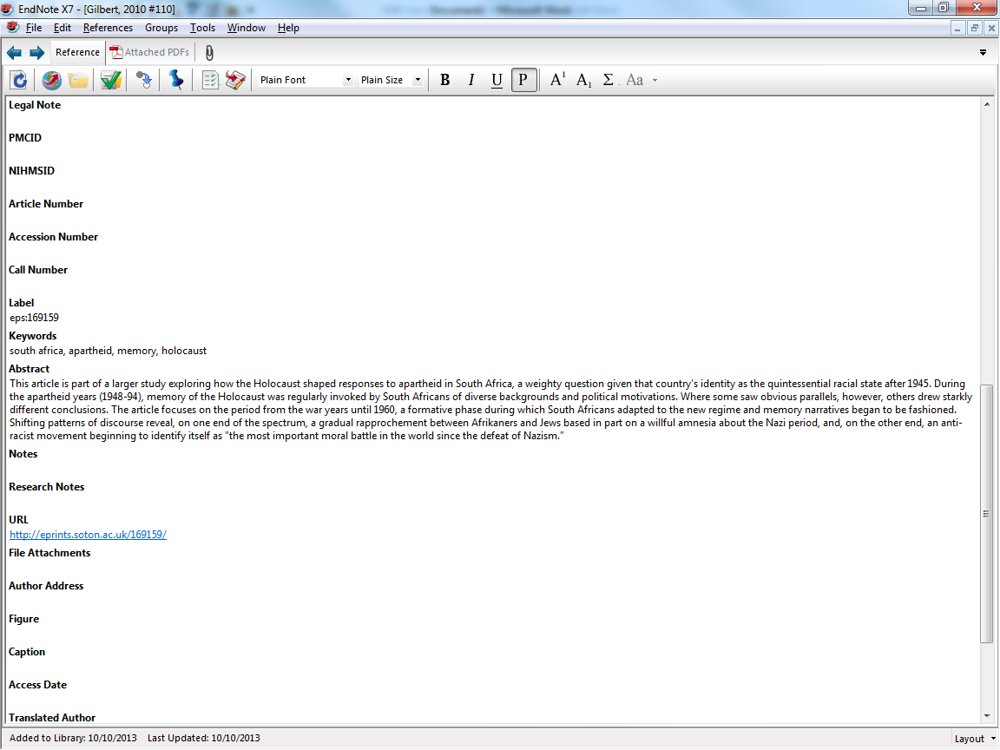 EndNote X7 - [Gilbert, 2010 #110]
File Edit References Groups Tools Window Help
Reference Attached PDFs
Plain Font Plain Size B I U P A¹ A₁ Σ Aa
Legal Note
PMCID
NIHMSID
Article Number
Accession Number
Call Number
Label
eps:169159
Keywords
south africa, apartheid, memory, holocaust
Abstract
This article is part of a larger study exploring how the Holocaust shaped responses to apartheid in South Africa, a weighty question given that country's identity as the quintessential racial state after 1945. During
the apartheid years (1948-94), memory of the Holocaust was regularly invoked by South Africans of diverse backgrounds and political motivations. Where some saw obvious parallels, however, others drew starkly
different conclusions. The article focuses on the period from the war years until 1960, a formative phase during which South Africans adapted to the new regime and memory narratives began to be fashioned.
Shifting patterns of discourse reveal, on one end of the spectrum, a gradual rapprochement between Afrikaners and Jews based in part on a willful amnesia about the Nazi period, and, on the other end, an anti-
racist movement beginning to identify itself as "the most important moral battle in the world since the defeat of Nazism."
Notes
Research Notes
URL
http://eprints.soton.ac.uk/169159/
File Attachments
Author Address
Figure
Caption
Access Date
Translated Author
Added to Library: 10/10/2013 Last Updated: 10/10/2013 Layout